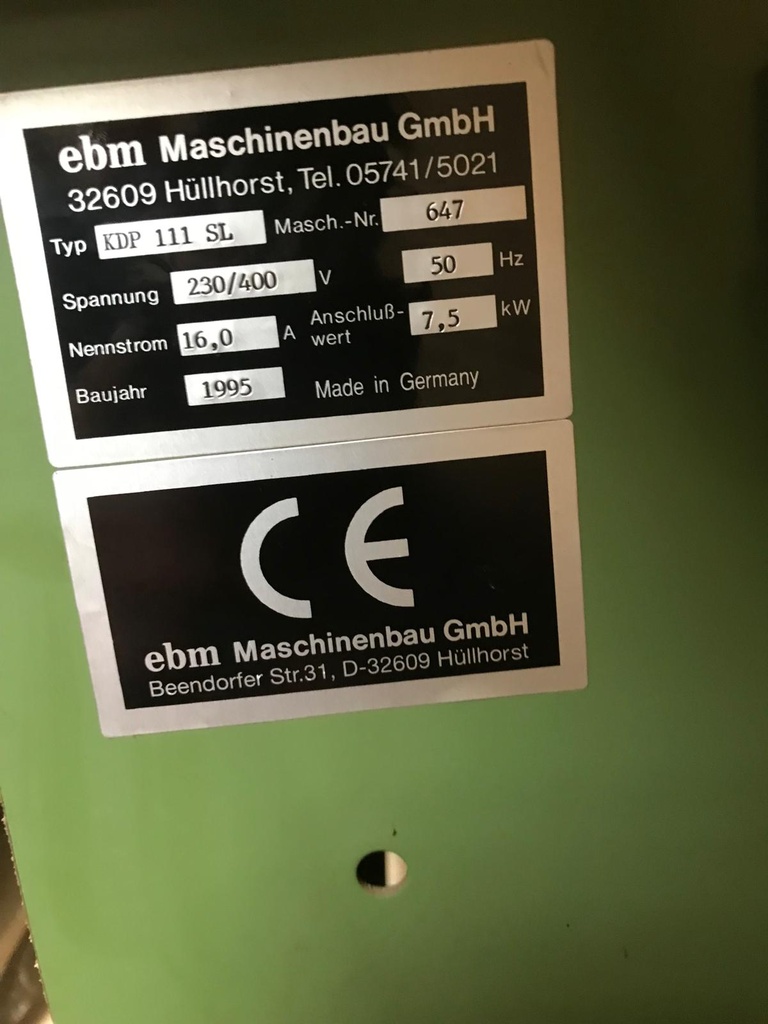 ebm Maschinenbau GmbH
32609 Hüllhorst, Tel. 05741/5021
Typ KDP 111 SL Masch.-Nr. 647
Spannung 230/400 V 50 Hz
Nennstrom 16,0 A Anschluß-wert 7,5 kW
Baujahr 1995 Made in Germany
CE
ebm Maschinenbau GmbH
Beendorfer Str.31, D-32609 Hüllhorst